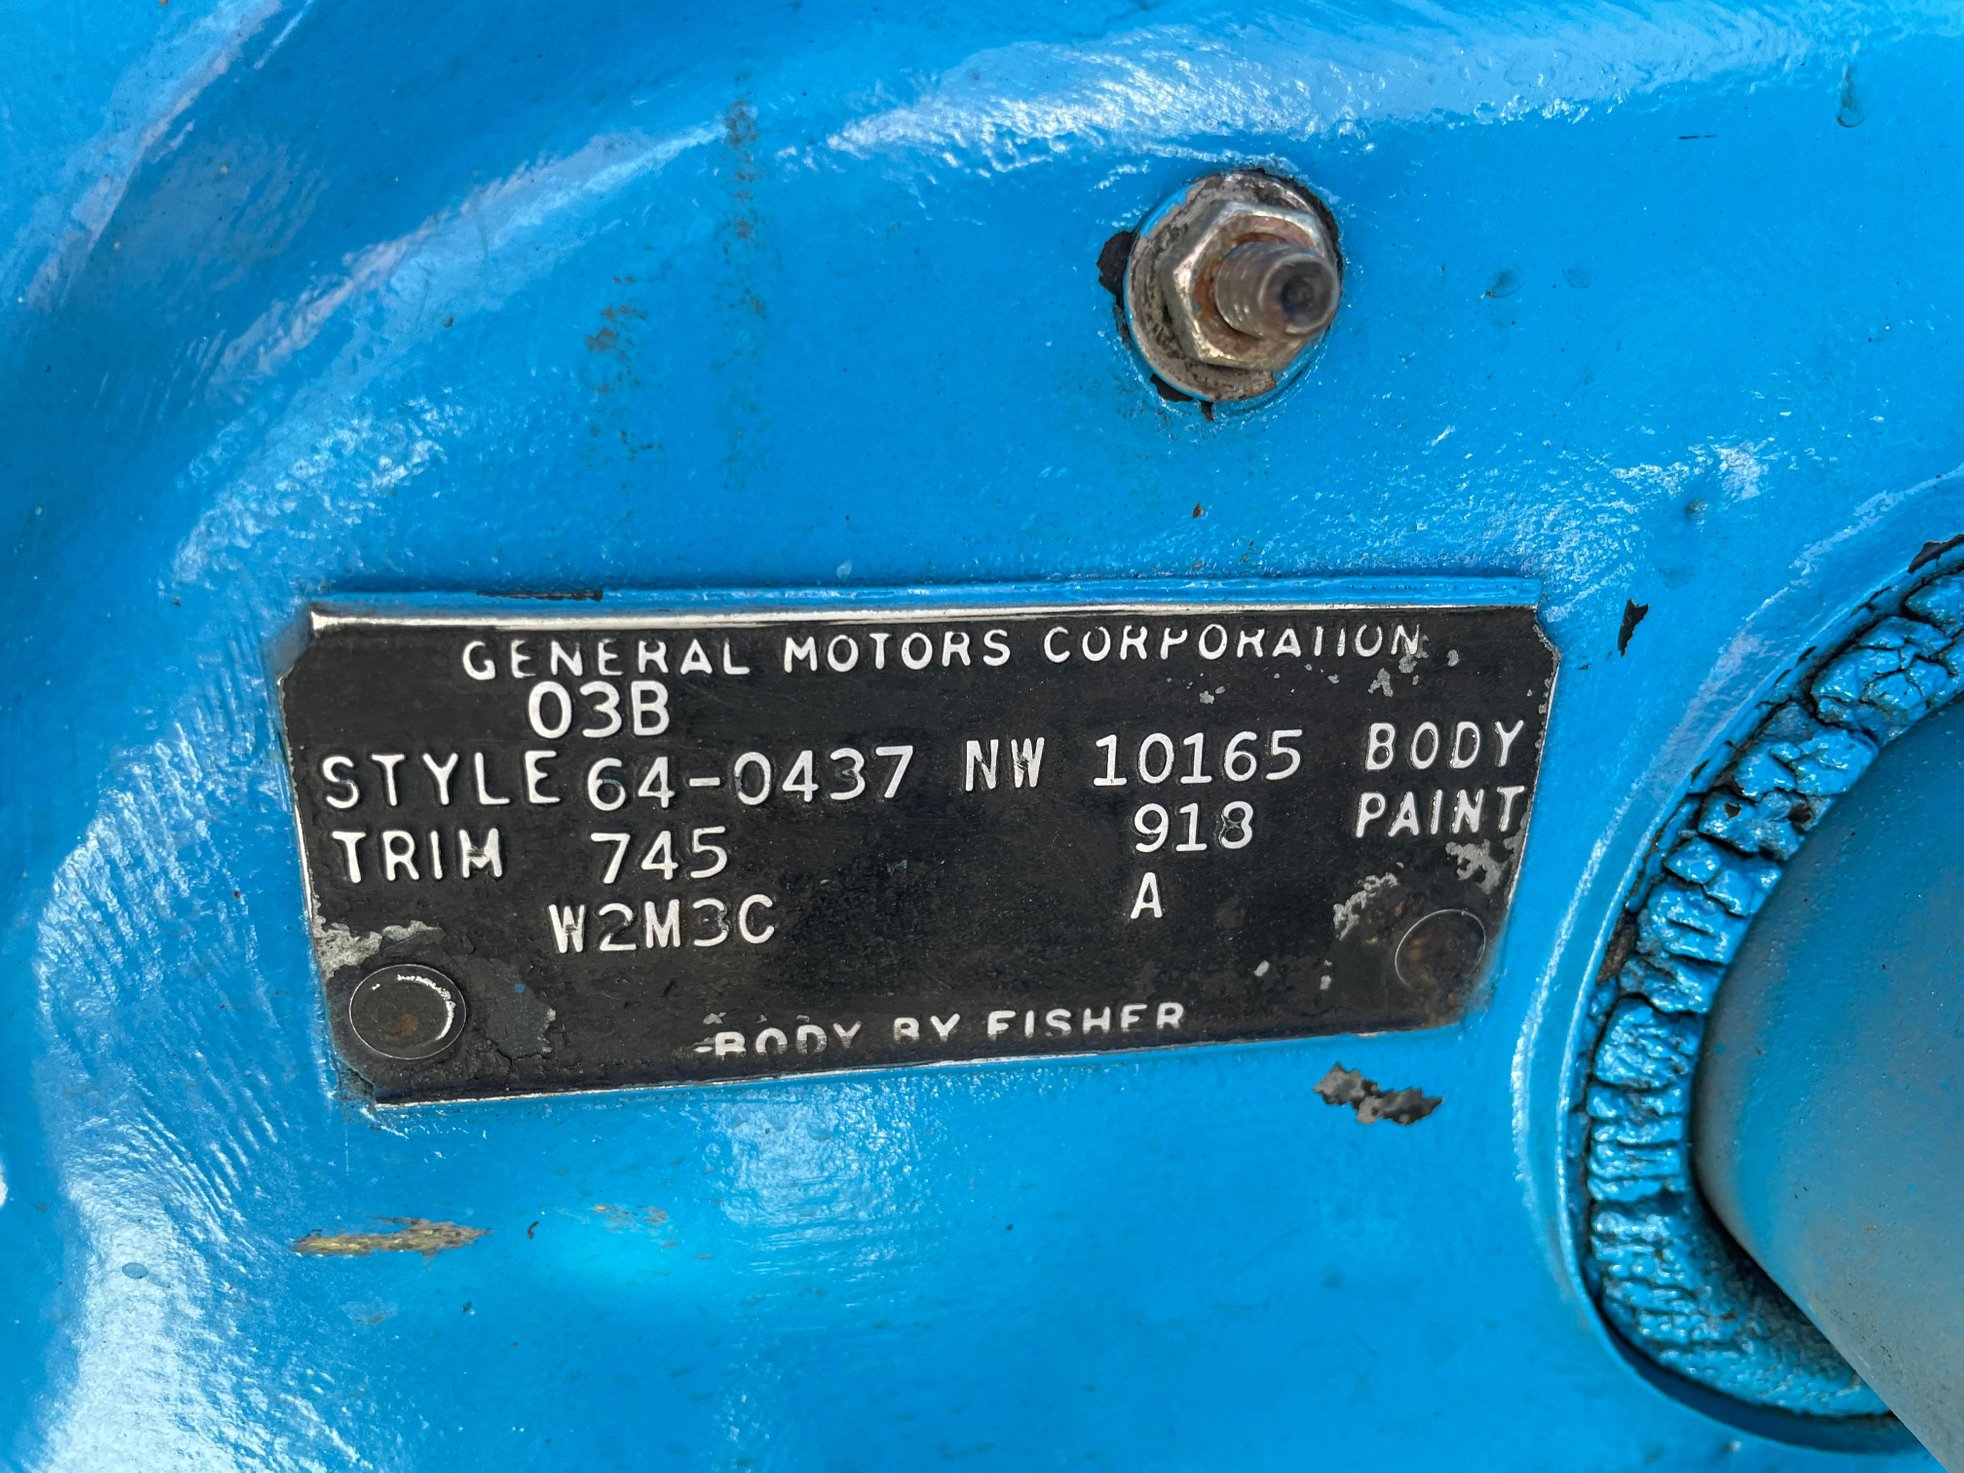 GENERAL MOTORS CORPORATION
03B
STYLE 64-0437 NW 10165 BODY
TRIM 745 918 PAINT
W2M3C A
BODY BY FISHER